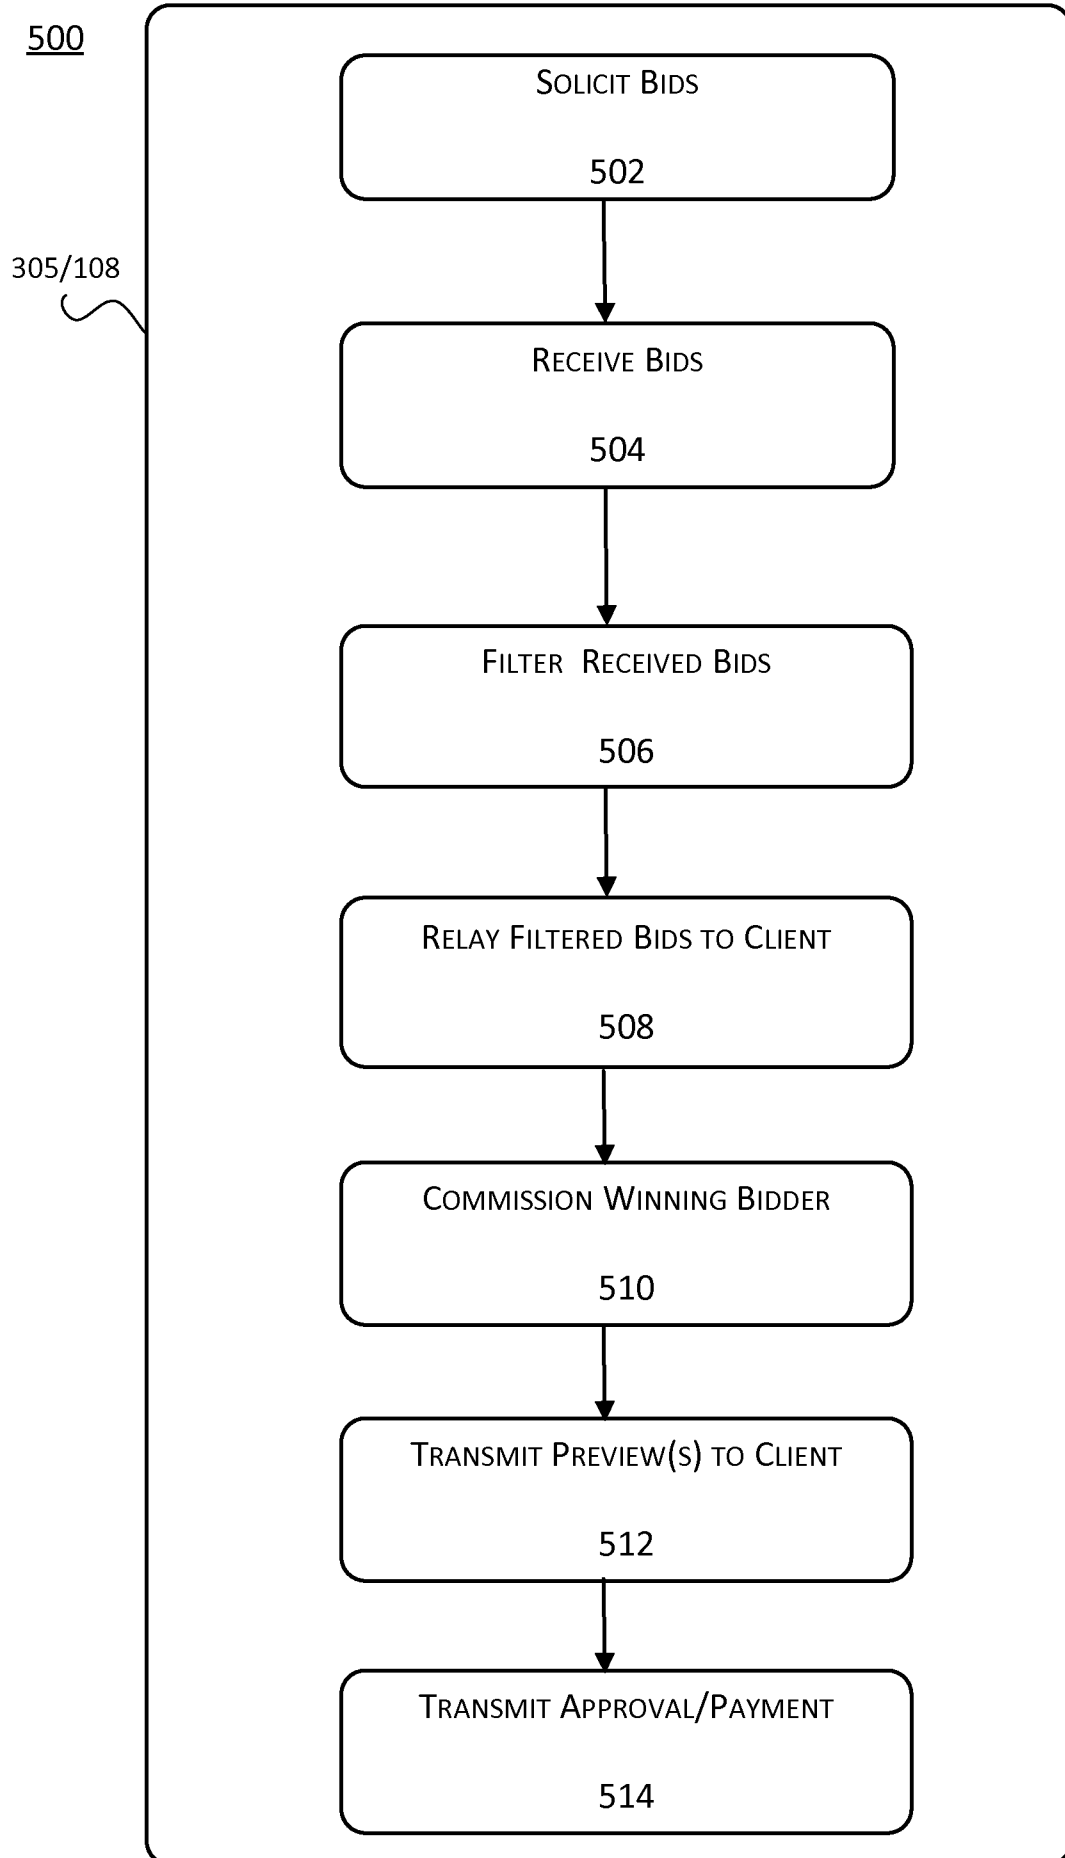 500
SOLICIT BIDS
502
305/108
RECEIVE BIDS
504
FILTER RECEIVED BIDS
506
RELAY FILTERED BIDS TO CLIENT
508
COMMISSION WINNING BIDDER
510
TRANSMIT PREVIEW(S) TO CLIENT
512
TRANSMIT APPROVAL/PAYMENT
514